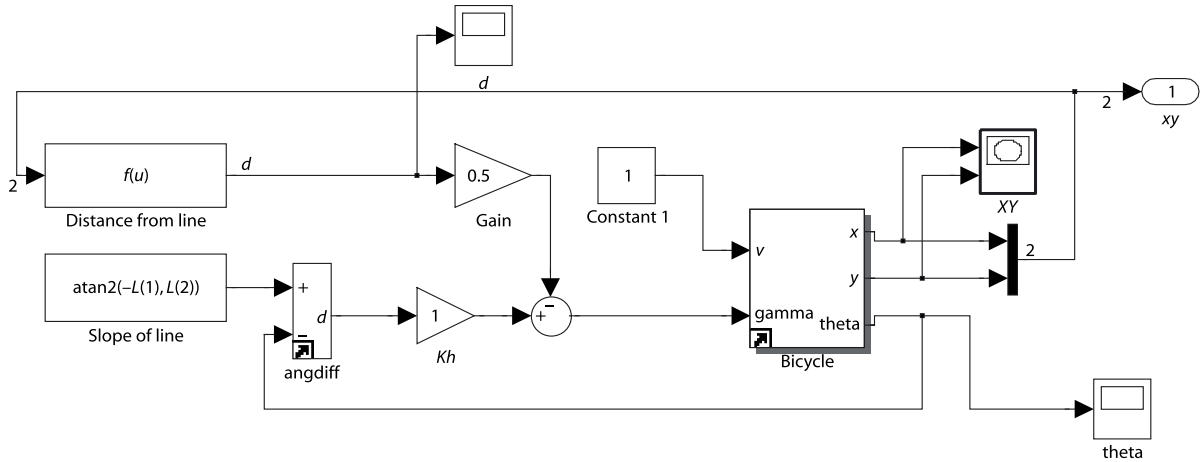 d
2
1
xy
2
f(u)
d
Distance from line
0.5
Gain
1
Constant 1
XY
x
v
y
2
atan2(–L(1), L(2))
Slope of line
+
–
d
angdiff
1
Kh
–
+
gamma
theta
Bicycle
theta